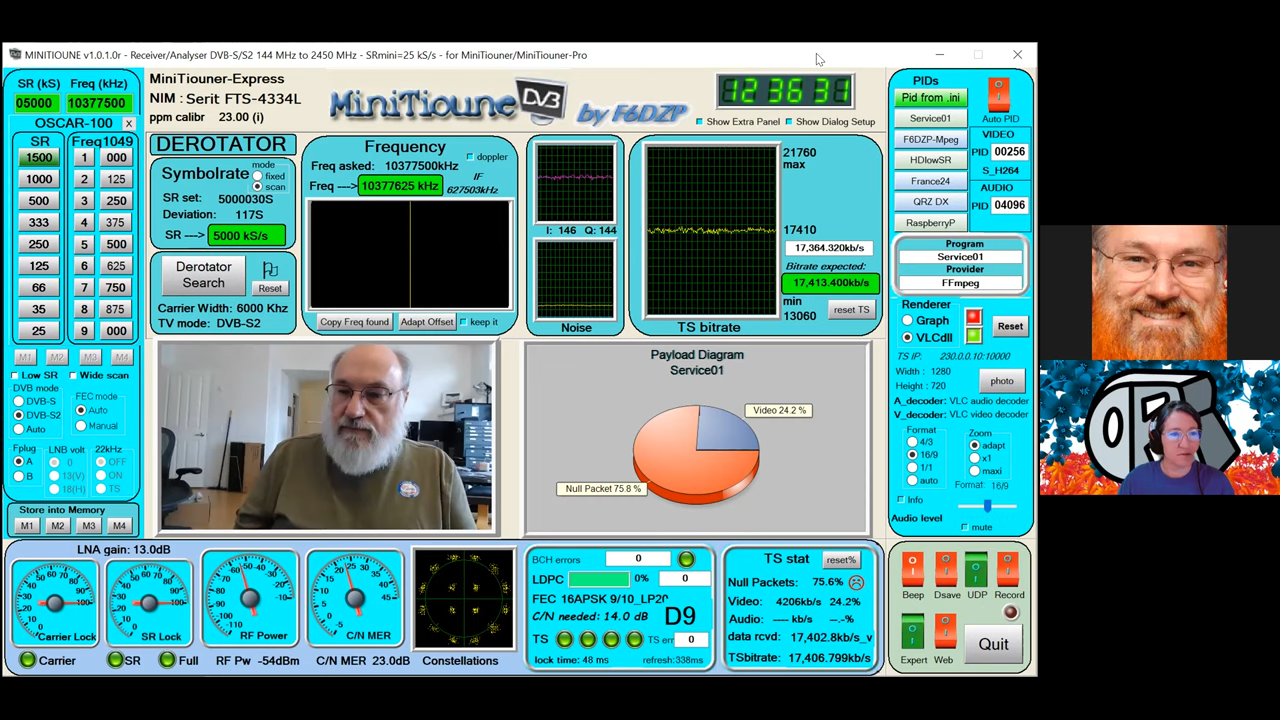 MINITIOUNE v1.0.1.0r - Receiver/Analyser DVB-S/S2 144 MHz to 2450 MHz - SRmini=25 kS/s - for MiniTiouner/MiniTiouner-Pro
SR (kS) Freq (kHz)
05000 10377500
OSCAR-100 X
SR Freq1049
1500 1 000
1000 2 125
500 3 250
333 4 375
250 5 500
125 6 625
66 7 750
35 8 875
25 9 000
M1 M2 M3 M4
Low SR Wide scan
DVB mode
DVB-S
DVB-S2
Auto
FEC mode
Auto
Manual
Fplug LNB volt 22kHz
A 0 OFF
B 13(V) ON
18(H) TS
Store into Memory
M1 M2 M3 M4
MiniTiouner-Express
NIM : Serit FTS-4334L
ppm calibr 23.00 (i)
MiniTioune DVB by F6DZP
12 36 31
Show Extra Panel Show Dialog Setup
DEROTATOR
Symbolrate
mode
fixed
scan
SR set: 5000030S
Deviation: 117S
SR ---> 5000 kS/s
Derotator
Search
Reset
Carrier Width: 6000 Khz
TV mode: DVB-S2
Frequency
Freq asked: 10377500kHz
doppler
Freq ---> 10377625 kHz
IF
627503kHz
Copy Freq found Adapt Offset keep it
I: 146 Q: 144
Noise
21760
max
17410
17,364.320kb/s
Bitrate expected:
17,413.400kb/s
min
13060
reset TS
TS bitrate
Payload Diagram
Service01
Video 24.2 %
Null Packet 75.8 %
PIDs
Pid from .ini
Service01
F6DZP-Mpeg
HDlowSR
France24
QRZ DX
RaspberryP
Auto PID
VIDEO
PID 00256
S_H264
AUDIO
PID 04096
Program
Service01
Provider
FFmpeg
Renderer
Graph
VLCdll
Reset
TS IP: 230.0.0.10:10000
Width : 1280
Height : 720
photo
A_decoder: VLC audio decoder
V_decoder: VLC video decoder
Format
4/3
16/9
1/1
auto
Zoom
adapt
x1
maxi
Format: 16/9
Info
Audio level
mute
LNA gain: 13.0dB
Carrier Lock
SR Lock
RF Power
C/N MER
Carrier SR Full RF Pw -54dBm C/N MER 23.0dB Constellations
BCH errors 0
LDPC 0% 0
FEC 16APSK 9/10_LP20
C/N needed: 14.0 dB D9
TS TS err 0
lock time: 48 ms refresh:338ms
TS stat reset%
Null Packets: 75.6%
Video: 4206kb/s 24.2%
Audio: ---- kb/s --.-%
data rcvd: 17,402.8kb/s_v
TSbitrate: 17,406.799kb/s
Beep Dsave UDP Record
Expert Web Quit